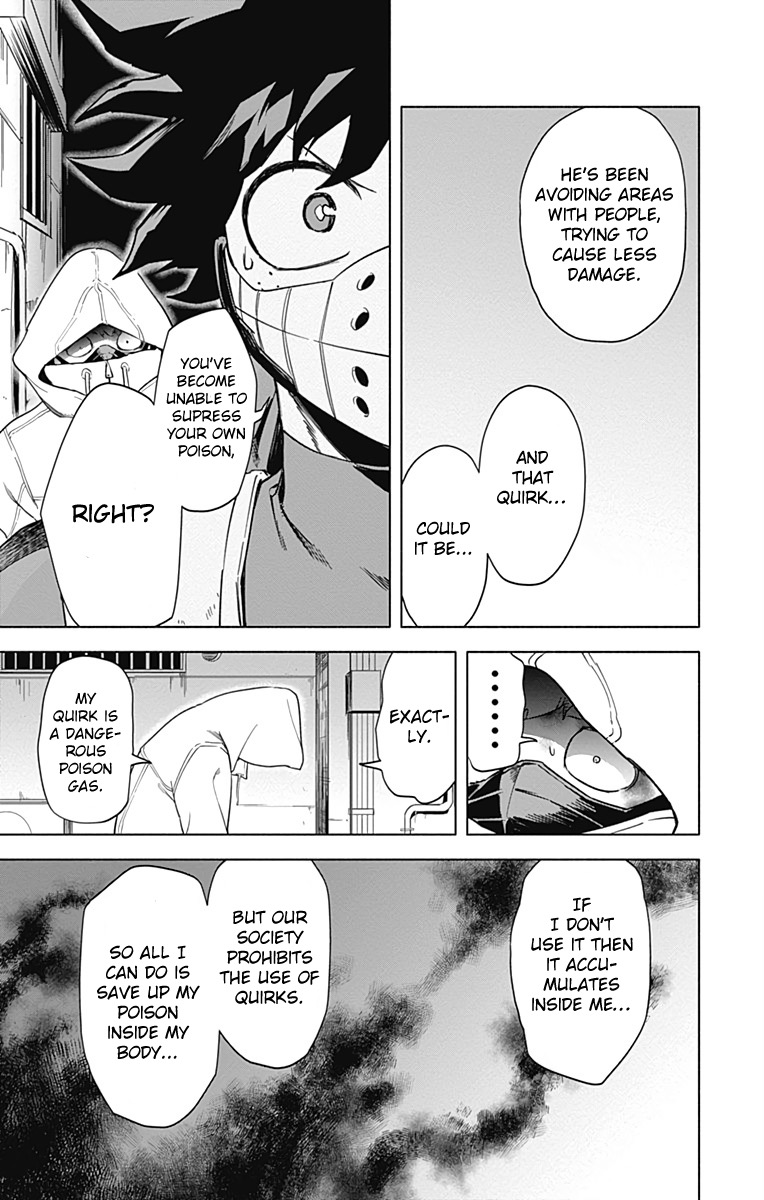 HE'S BEEN
AVOIDING AREAS
WITH PEOPLE,
TRYING TO
CAUSE LESS
DAMAGE.
AND
THAT
QUIRK...
COULD
IT BE...
YOU'VE
BECOME
UNABLE TO
SUPRESS
YOUR OWN
POISON,
RIGHT?
......
EXACT-
LY.
MY
QUIRK IS
A DANGE-
ROUS
POISON
GAS.
IF
I DON'T
USE IT THEN
IT ACCU-
MULATES
INSIDE ME...
BUT OUR
SOCIETY
PROHIBITS
THE USE OF
QUIRKS.
SO ALL I
CAN DO IS
SAVE UP MY
POISON
INSIDE MY
BODY...